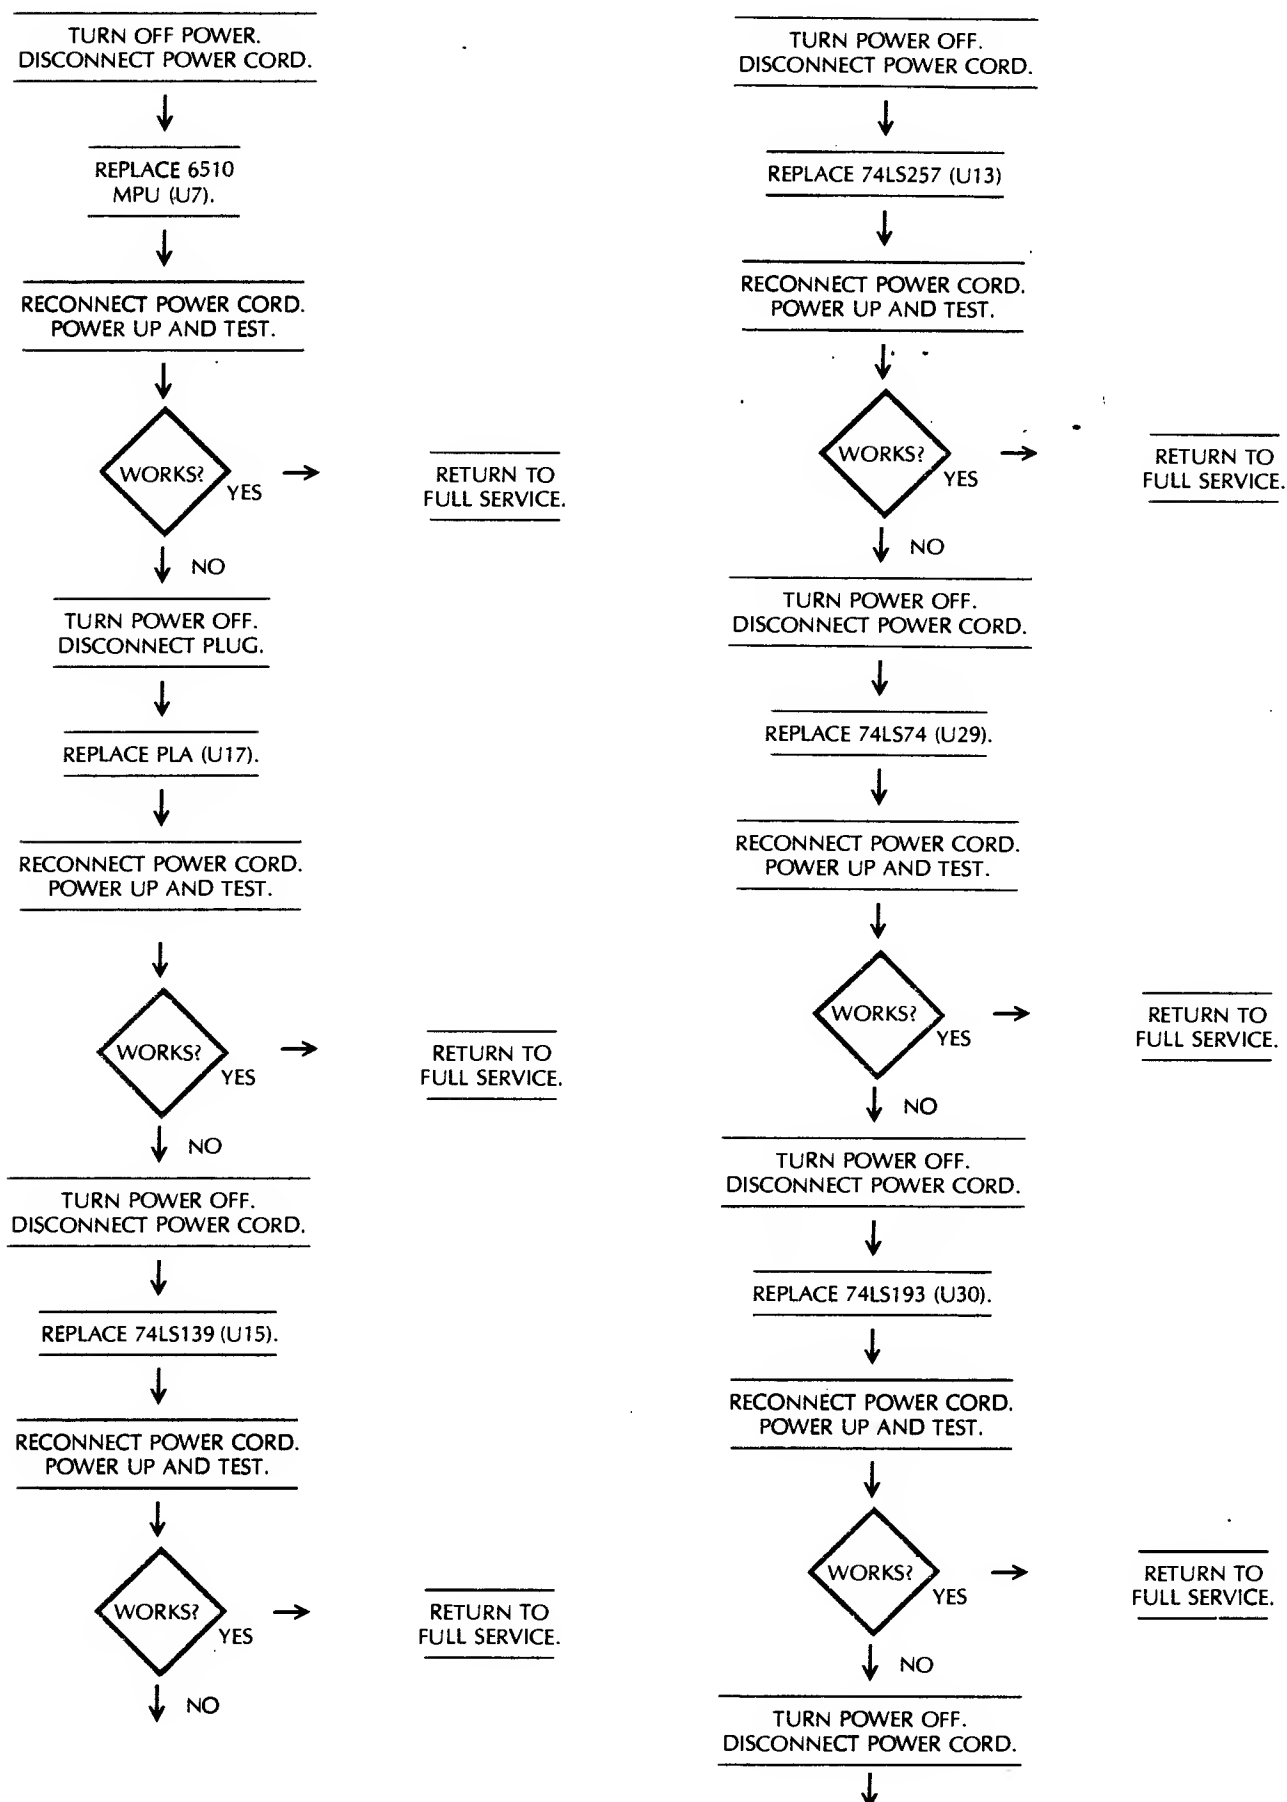 TURN OFF POWER.
DISCONNECT POWER CORD.
REPLACE 6510
MPU (U7).
RECONNECT POWER CORD.
POWER UP AND TEST.
WORKS?
YES
RETURN TO
FULL SERVICE.
NO
TURN POWER OFF.
DISCONNECT PLUG.
REPLACE PLA (U17).
RECONNECT POWER CORD.
POWER UP AND TEST.
WORKS?
YES
RETURN TO
FULL SERVICE.
NO
TURN POWER OFF.
DISCONNECT POWER CORD.
REPLACE 74LS139 (U15).
RECONNECT POWER CORD.
POWER UP AND TEST.
WORKS?
YES
RETURN TO
FULL SERVICE.
NO
TURN POWER OFF.
DISCONNECT POWER CORD.
REPLACE 74LS257 (U13)
RECONNECT POWER CORD.
POWER UP AND TEST.
WORKS?
YES
RETURN TO
FULL SERVICE.
NO
TURN POWER OFF.
DISCONNECT POWER CORD.
REPLACE 74LS74 (U29).
RECONNECT POWER CORD.
POWER UP AND TEST.
WORKS?
YES
RETURN TO
FULL SERVICE.
NO
TURN POWER OFF.
DISCONNECT POWER CORD.
REPLACE 74LS193 (U30).
RECONNECT POWER CORD.
POWER UP AND TEST.
WORKS?
YES
RETURN TO
FULL SERVICE.
NO
TURN POWER OFF.
DISCONNECT POWER CORD.